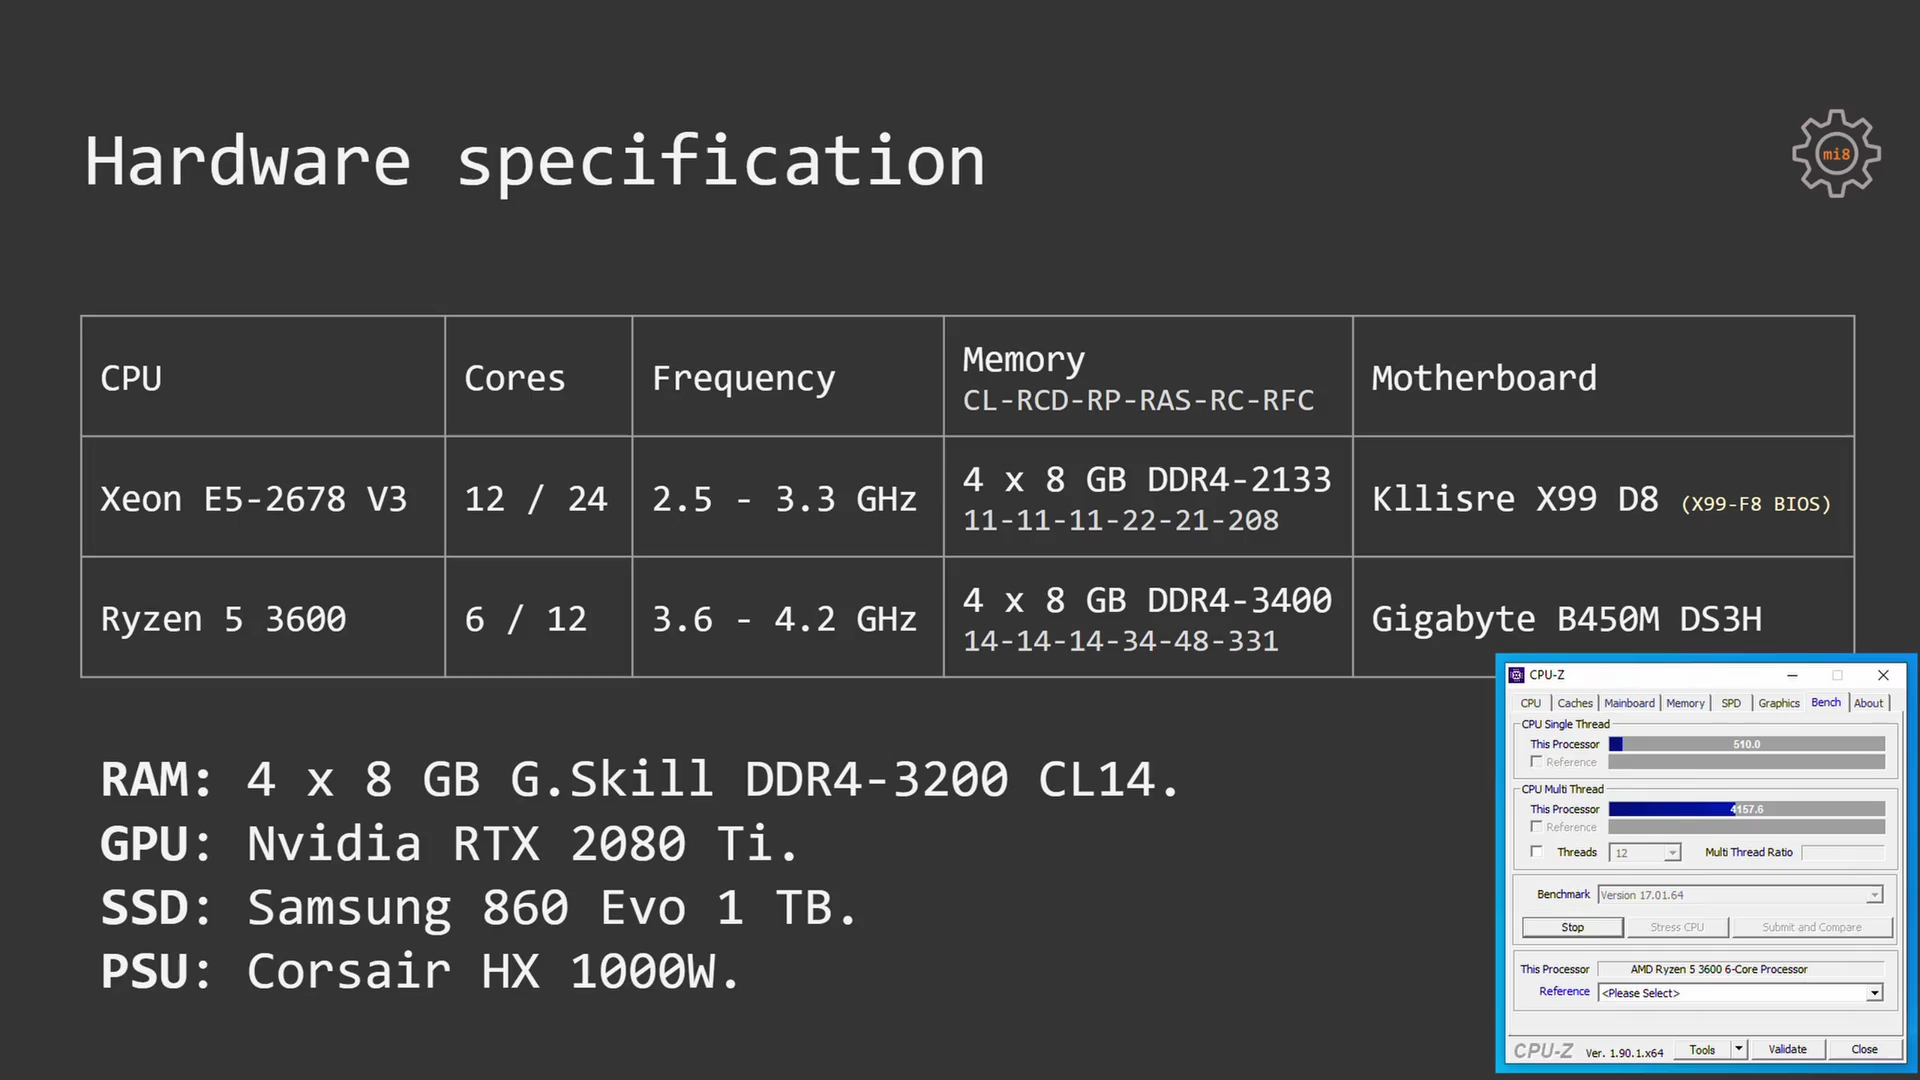 Hardware specification
mi8
CPU
Cores
Frequency
Memory
CL-RCD-RP-RAS-RC-RFC
Motherboard
Xeon E5-2678 V3
12 / 24
2.5 - 3.3 GHz
4 x 8 GB DDR4-2133
11-11-11-22-21-208
Kllisre X99 D8 (X99-F8 BIOS)
Ryzen 5 3600
6 / 12
3.6 - 4.2 GHz
4 x 8 GB DDR4-3400
14-14-14-34-48-331
Gigabyte B450M DS3H
RAM: 4 x 8 GB G.Skill DDR4-3200 CL14.
GPU: Nvidia RTX 2080 Ti.
SSD: Samsung 860 Evo 1 TB.
PSU: Corsair HX 1000W.
CPU-Z
CPU Caches Mainboard Memory SPD Graphics Bench About
CPU Single Thread
This Processor 510.0
Reference
CPU Multi Thread
This Processor 4157.6
Reference
Threads 12 Multi Thread Ratio
Benchmark Version 17.01.64
Stop Stress CPU Submit and Compare
This Processor AMD Ryzen 5 3600 6-Core Processor
Reference <Please Select>
CPU-Z Ver. 1.90.1.x64 Tools Validate Close